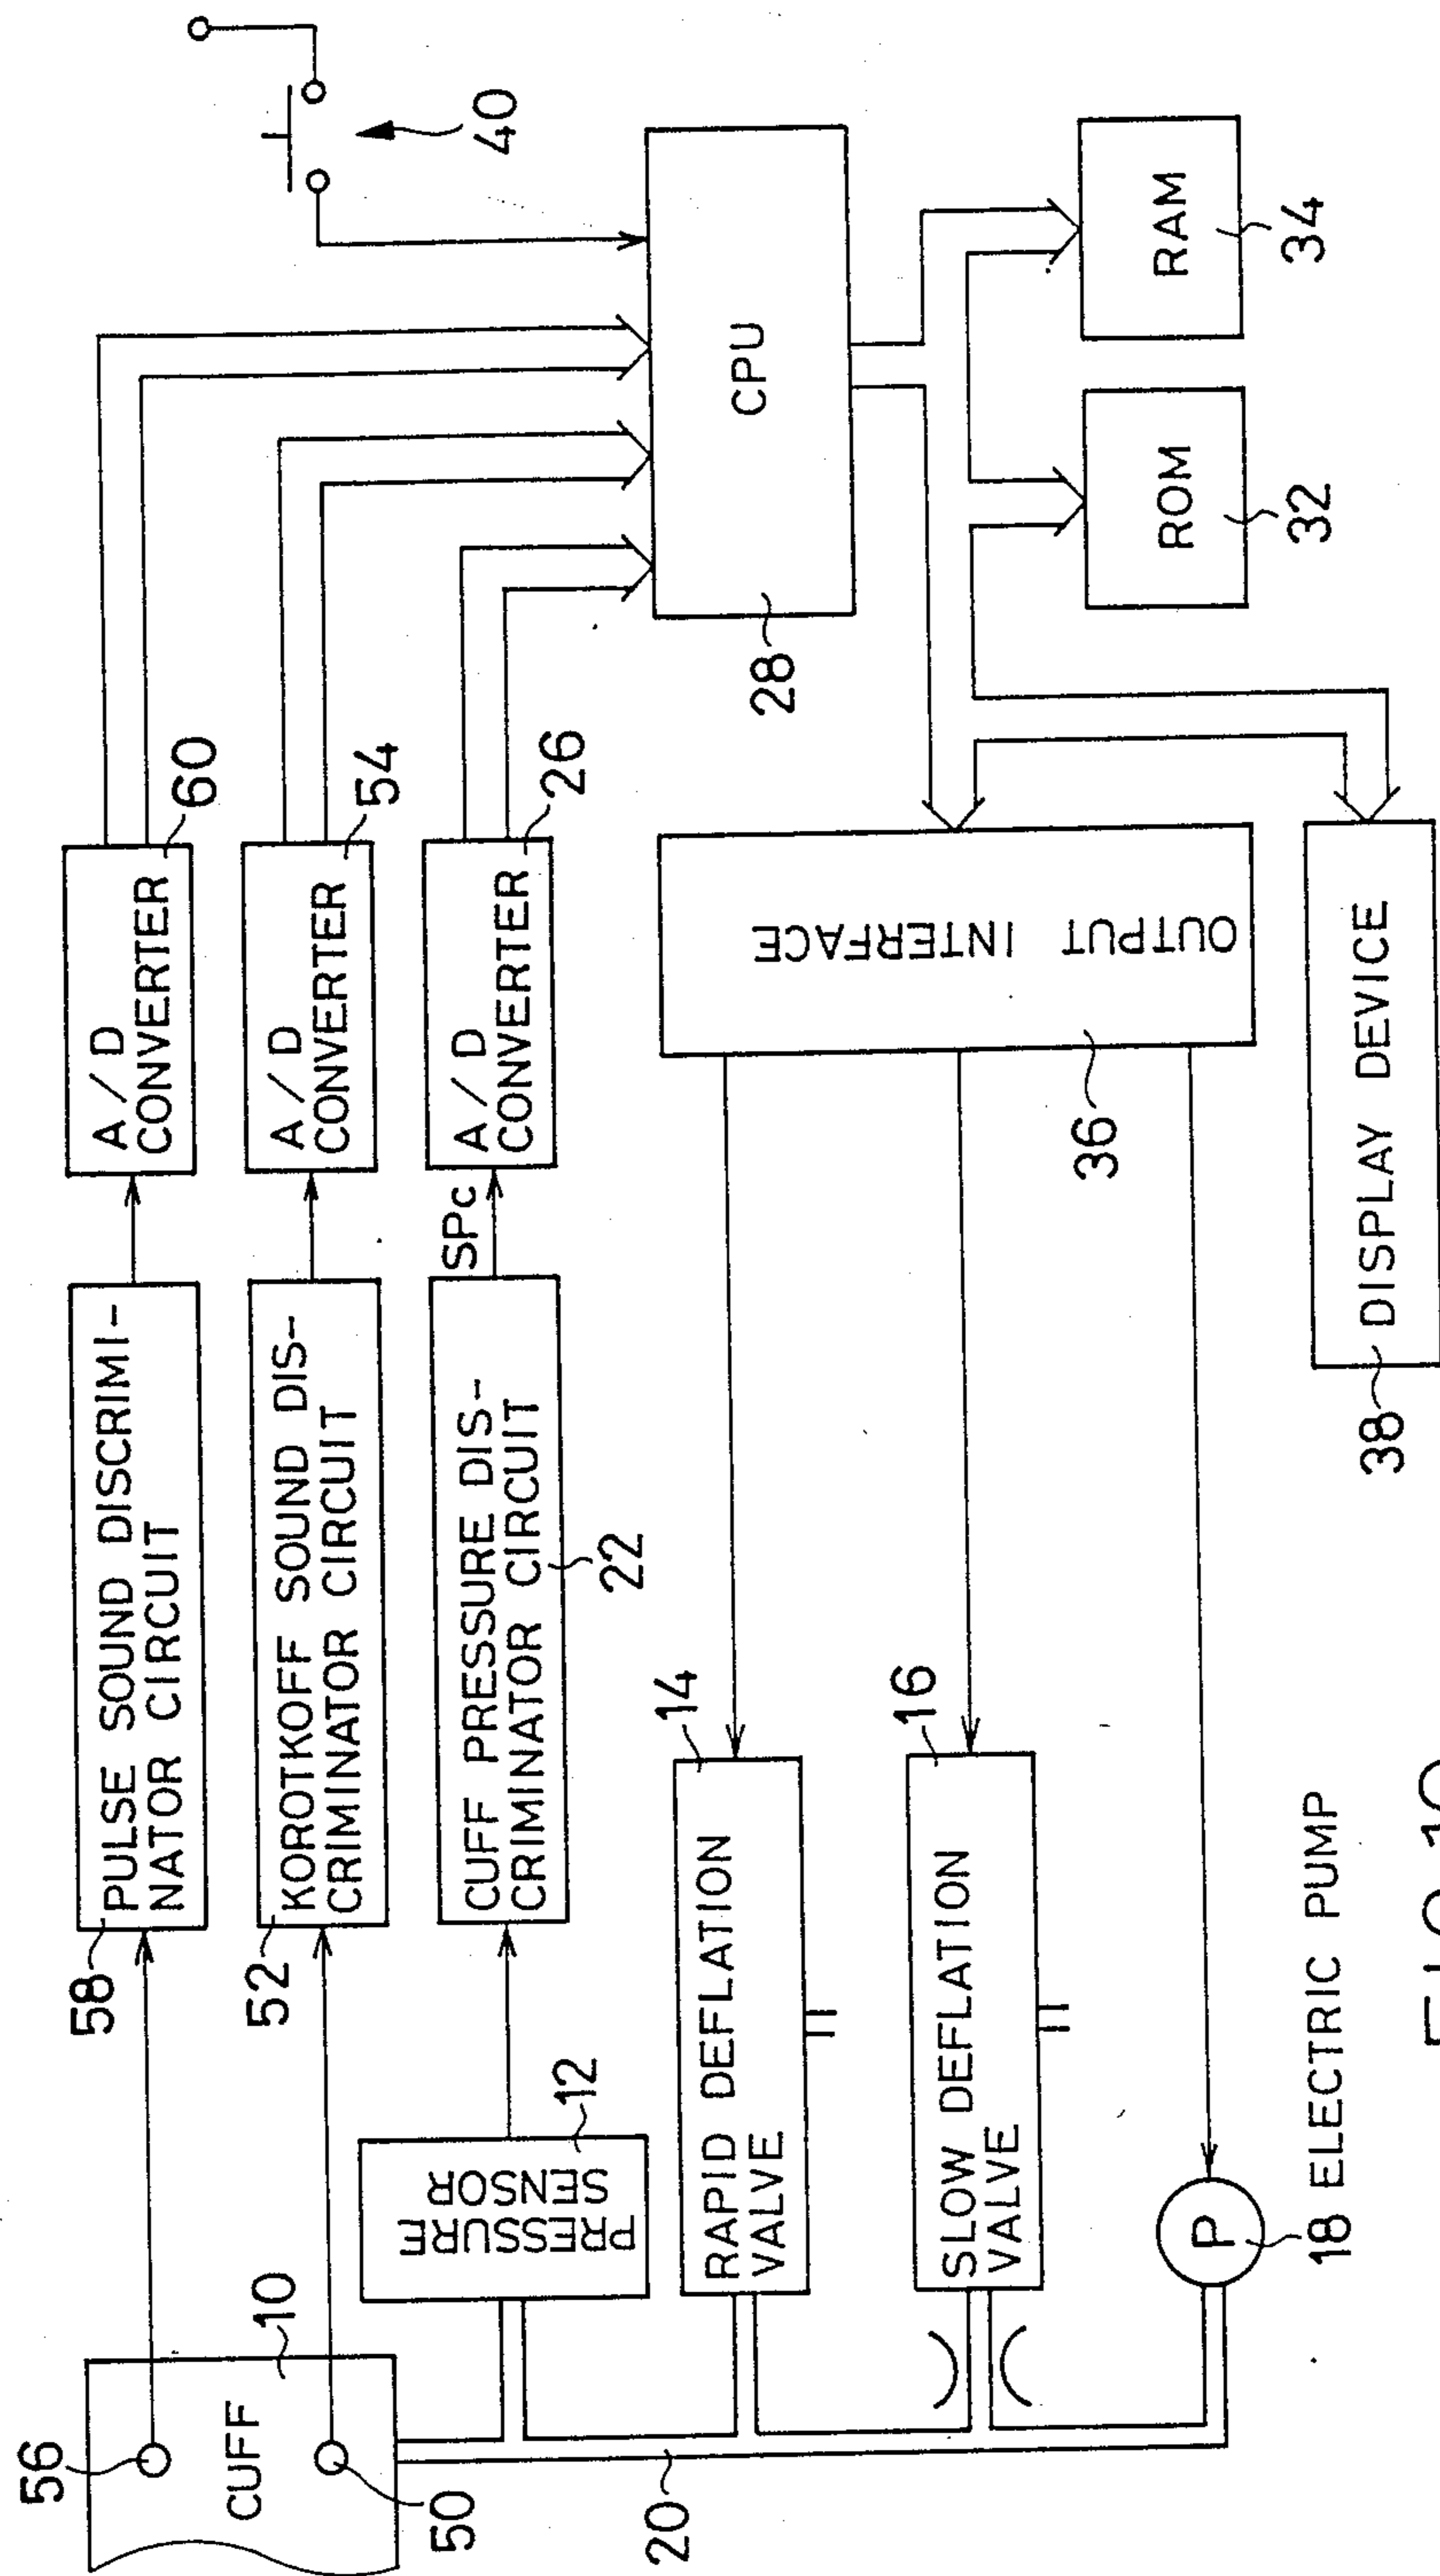 56
CUFF
10
50
20
58
PULSE SOUND DISCRIMI-
NATOR CIRCUIT
52
KOROTKOFF SOUND DIS-
CRIMINATOR CIRCUIT
CUFF PRESSURE DIS-
CRIMINATOR CIRCUIT
22
SPc
A/D
CONVERTER
60
A/D
CONVERTER
54
A/D
CONVERTER
26
40
CPU
28
RAM
34
ROM
32
PRESSURE
SENSOR
12
RAPID DEFLATION
VALVE
14
SLOW DEFLATION
VALVE
16
P
18 ELECTRIC PUMP
OUTPUT INTERFACE
36
DISPLAY DEVICE
38